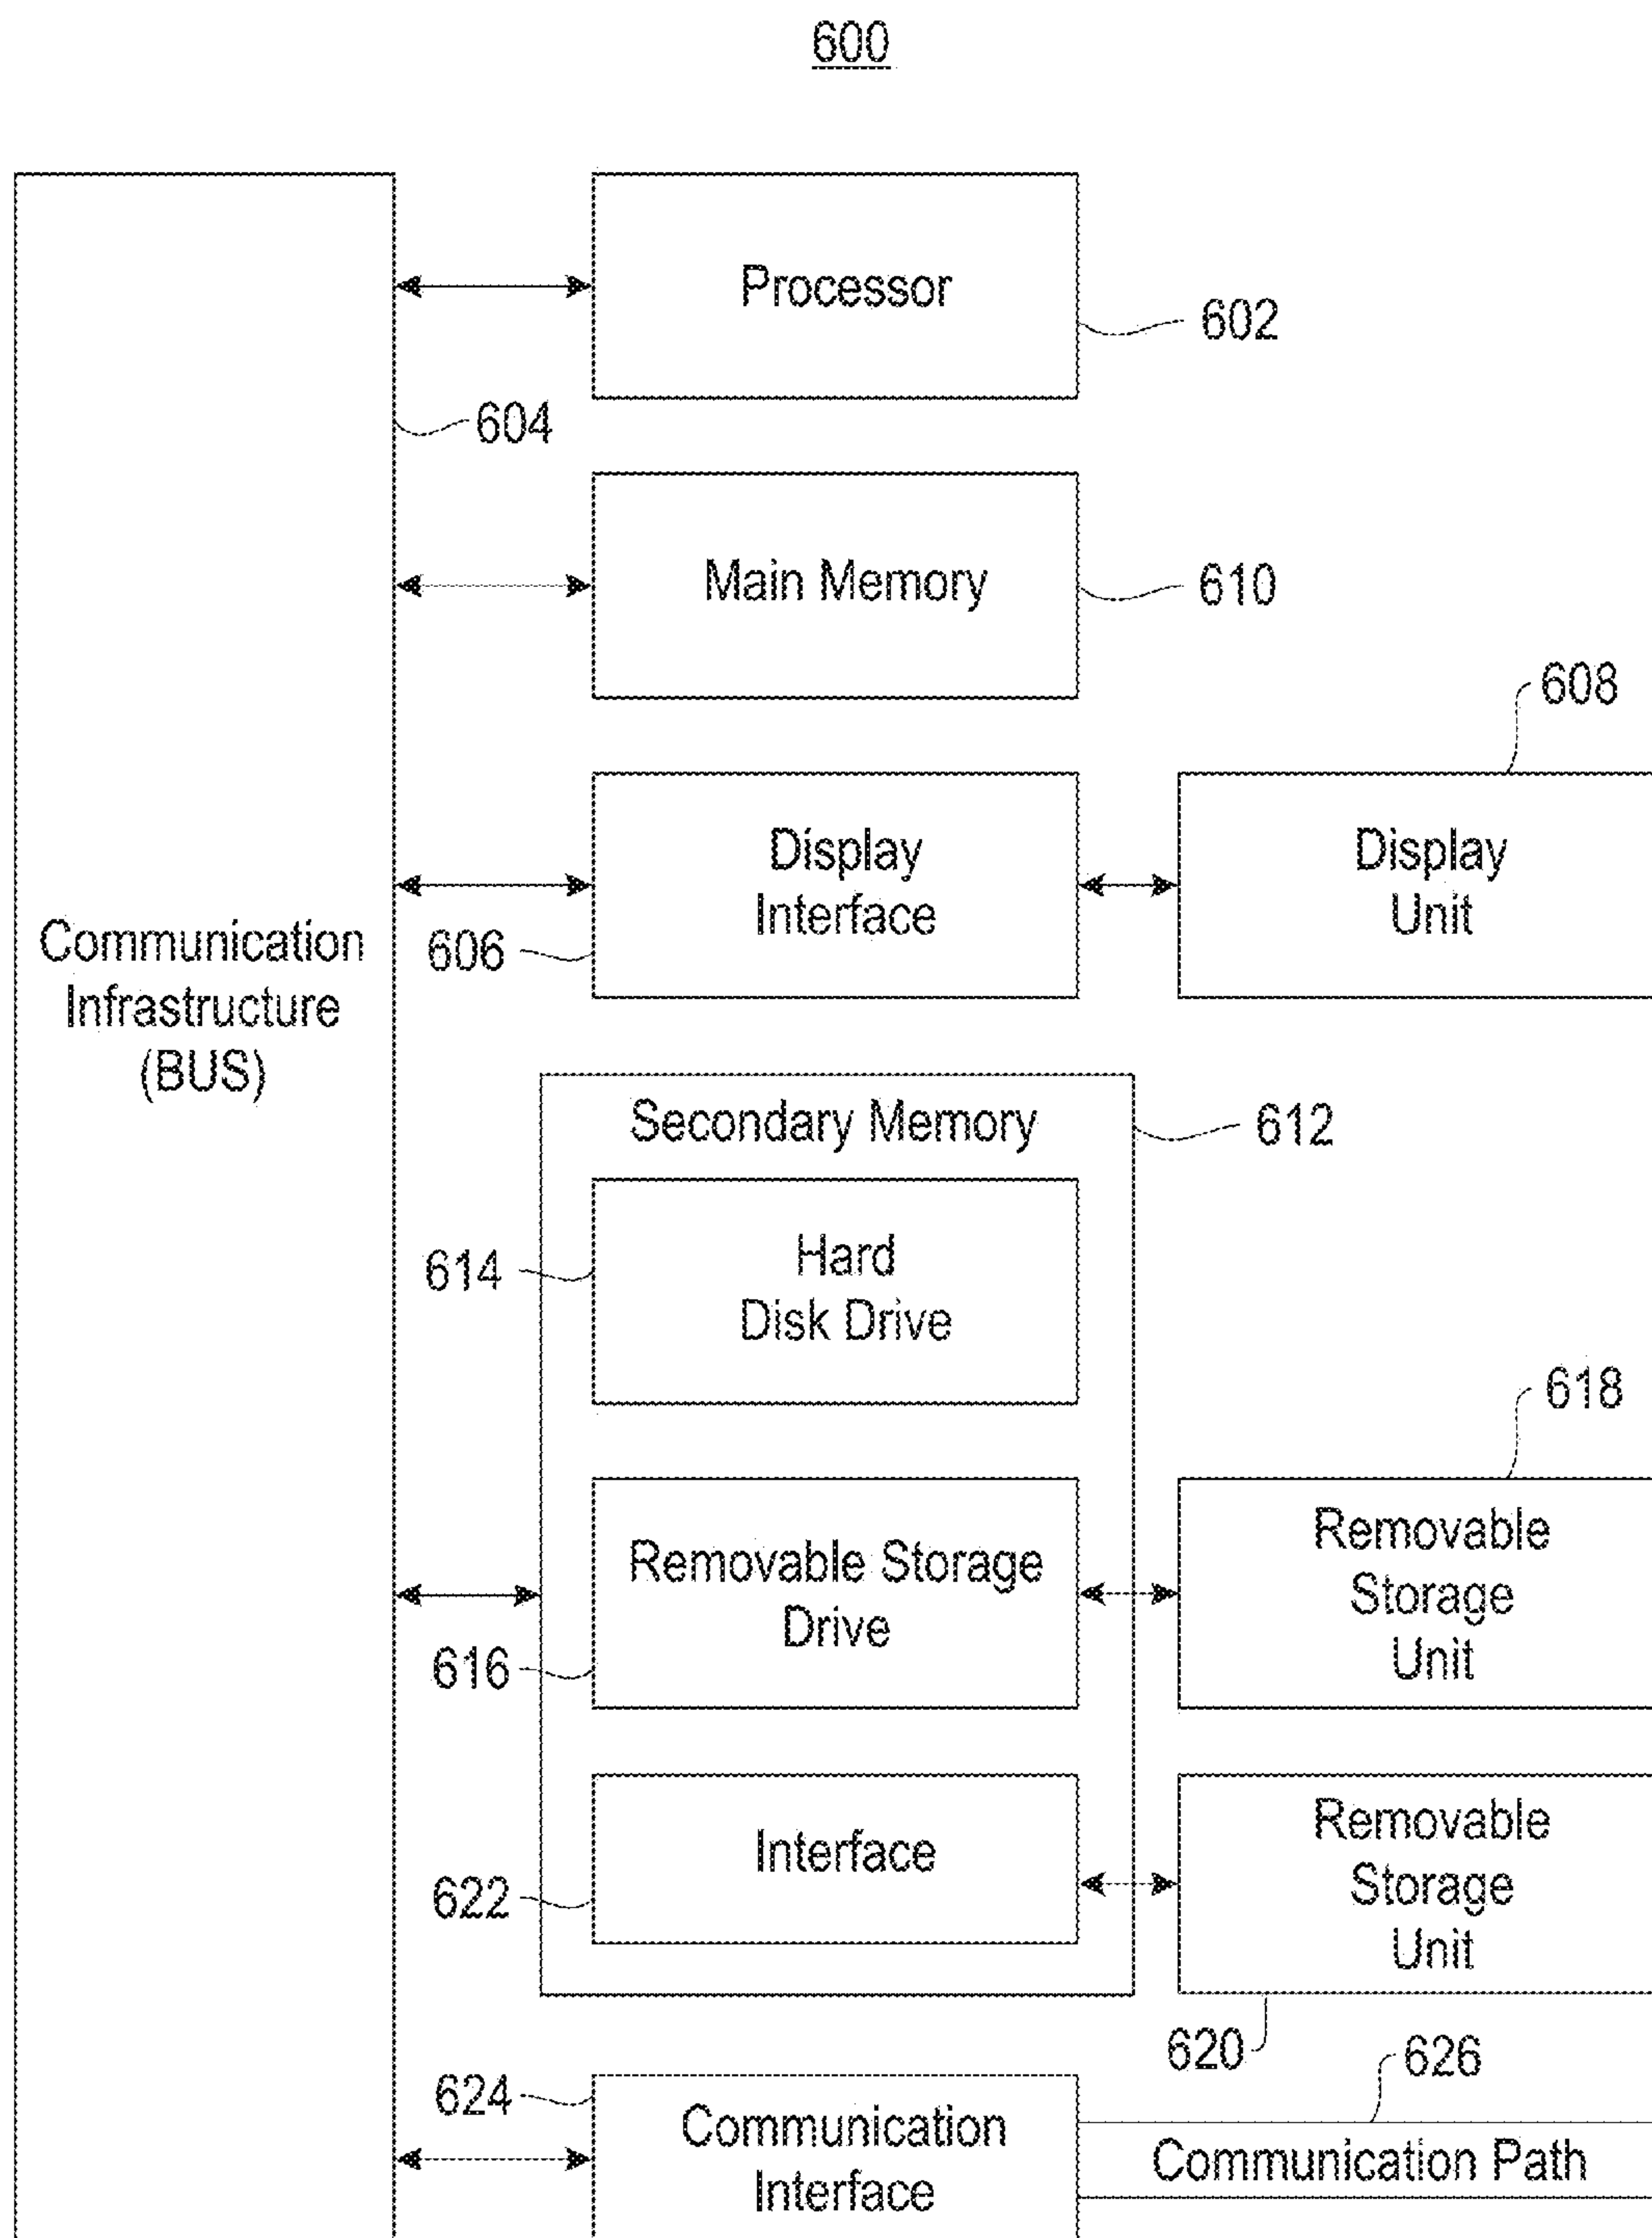 600
Processor
602
604
Main Memory
610
608
Display
Interface
606
Display
Unit
Communication
Infrastructure
(BUS)
Secondary Memory
612
Hard
Disk Drive
614
618
Removable Storage
Drive
616
Removable
Storage
Unit
Interface
622
Removable
Storage
Unit
620
626
624
Communication
Interface
Communication Path